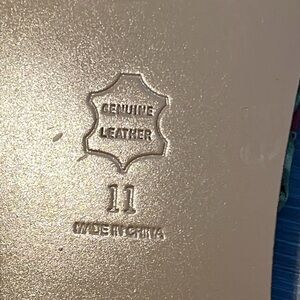 GENUINE
LEATHER
11
MADE IN CHINA